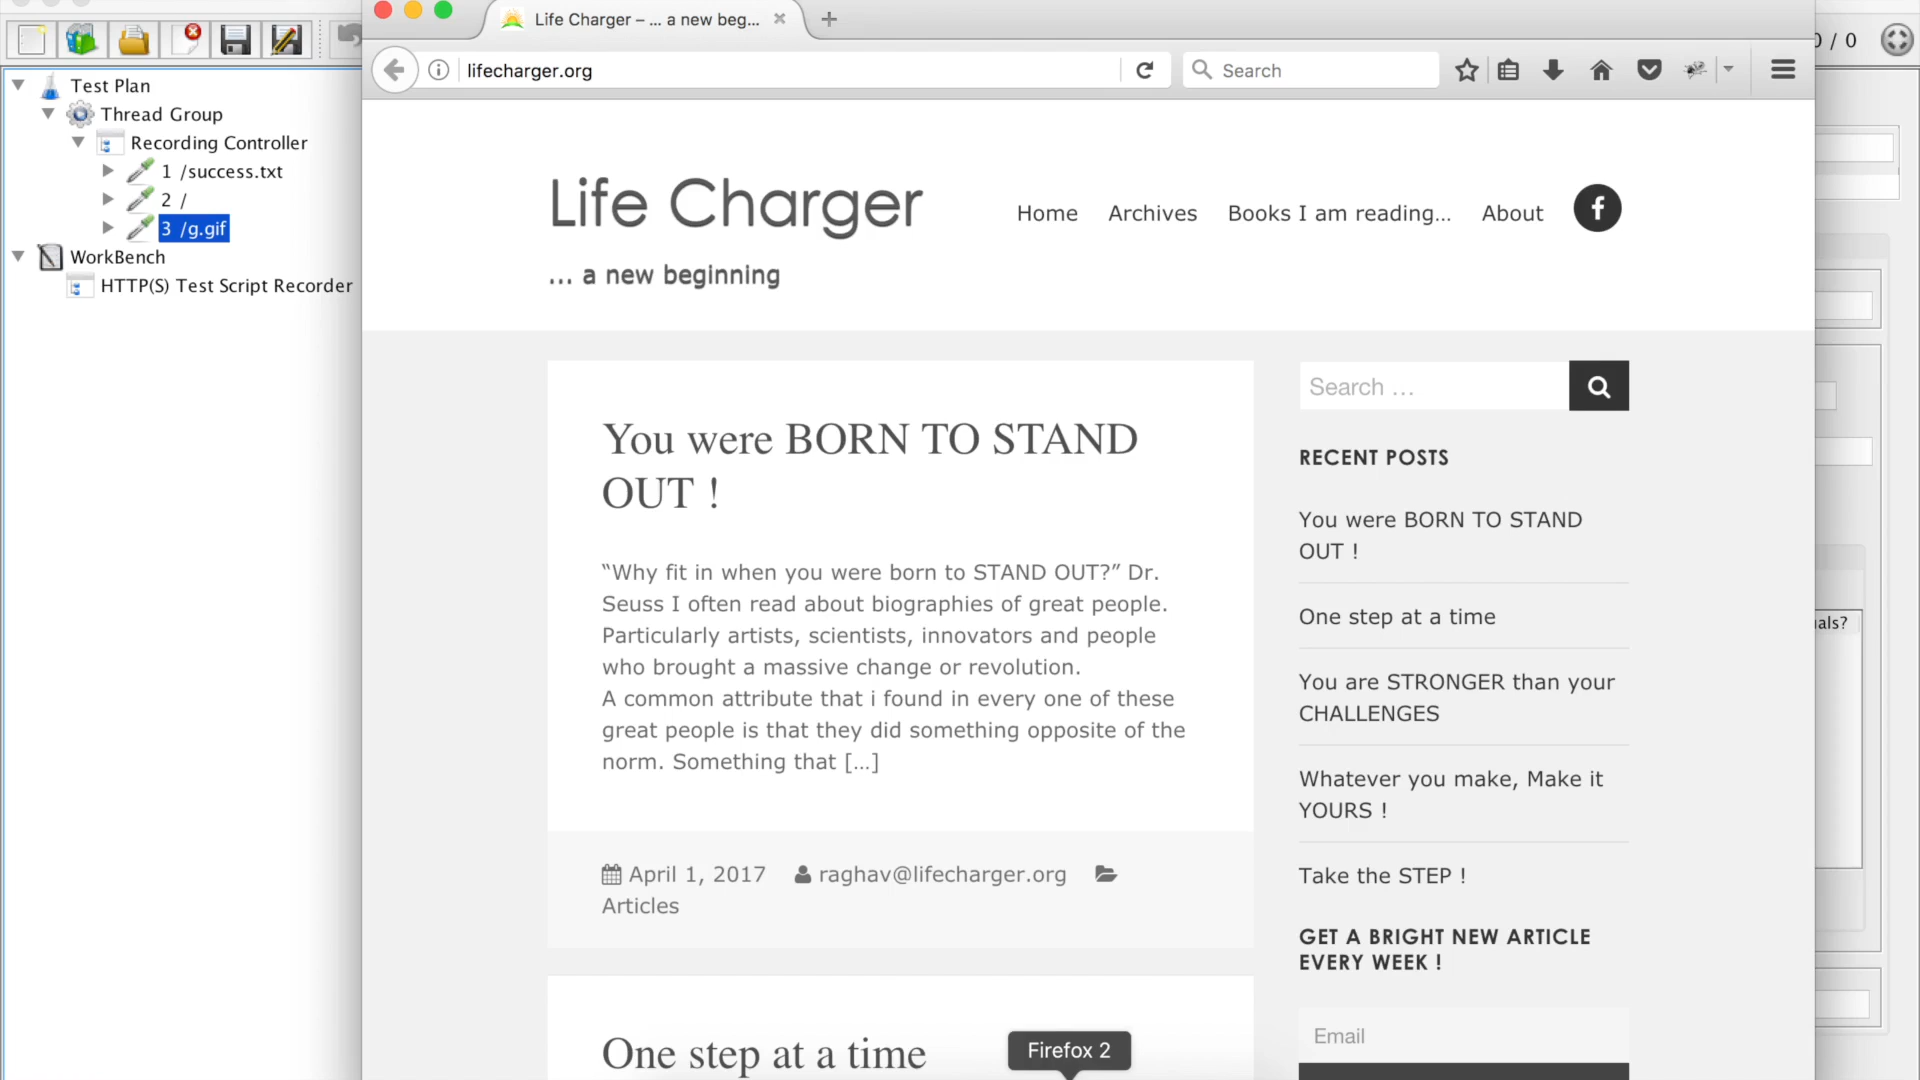 Life Charger – ... a new beg...
lifecharger.org
Search
0 / 0
Test Plan
Thread Group
Recording Controller
1 /success.txt
2 /
3 /g.gif
WorkBench
HTTP(S) Test Script Recorder
Life Charger
... a new beginning
Home
Archives
Books I am reading...
About
You were BORN TO STAND
OUT !
“Why fit in when you were born to STAND OUT?” Dr.
Seuss I often read about biographies of great people.
Particularly artists, scientists, innovators and people
who brought a massive change or revolution.
A common attribute that i found in every one of these
great people is that they did something opposite of the
norm. Something that [...]
April 1, 2017 raghav@lifecharger.org
Articles
One step at a time
Search ...
RECENT POSTS
You were BORN TO STAND
OUT !
One step at a time
You are STRONGER than your
CHALLENGES
Whatever you make, Make it
YOURS !
Take the STEP !
GET A BRIGHT NEW ARTICLE
EVERY WEEK !
Email
Firefox 2